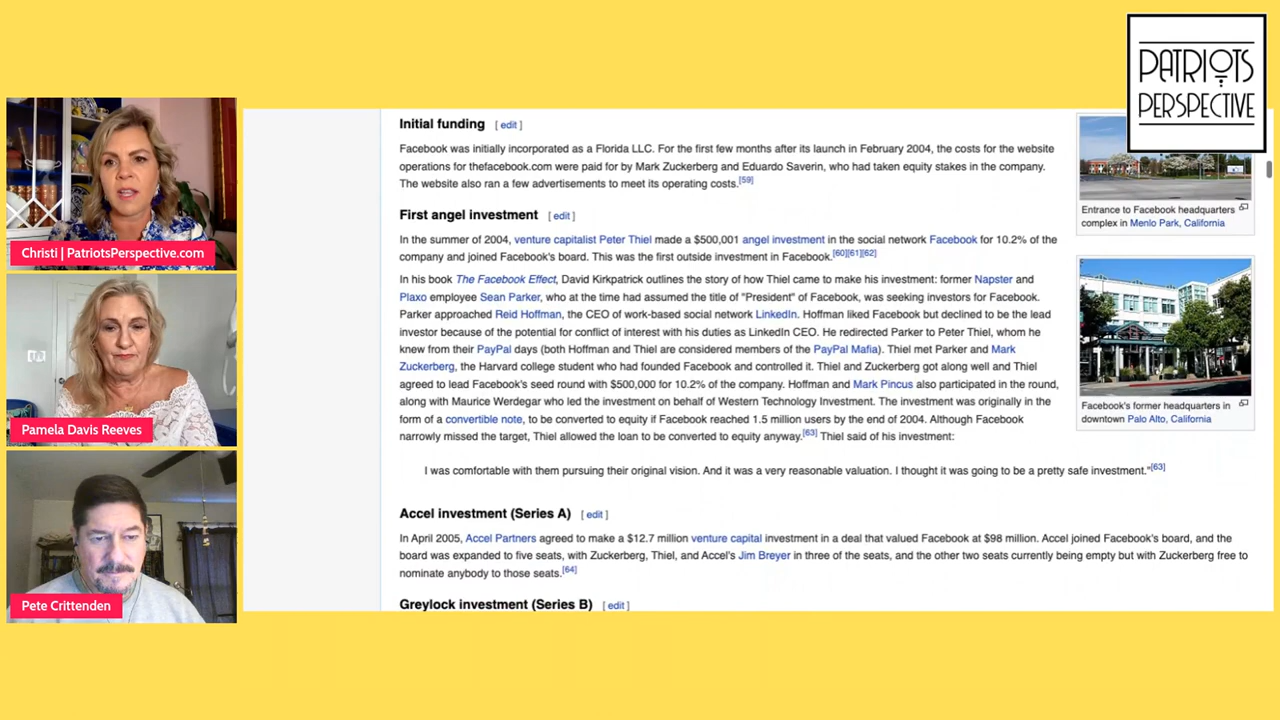 PATRIOTS
PERSPECTIVE
Christi | PatriotsPerspective.com
Pamela Davis Reeves
Pete Crittenden
Initial funding [ edit ]
Facebook was initially incorporated as a Florida LLC. For the first few months after its launch in February 2004, the costs for the website
operations for thefacebook.com were paid for by Mark Zuckerberg and Eduardo Saverin, who had taken equity stakes in the company.
The website also ran a few advertisements to meet its operating costs.[59]
First angel investment [ edit ]
In the summer of 2004, venture capitalist Peter Thiel made a $500,001 angel investment in the social network Facebook for 10.2% of the
company and joined Facebook's board. This was the first outside investment in Facebook.[60][61][62]
In his book The Facebook Effect, David Kirkpatrick outlines the story of how Thiel came to make his investment: former Napster and
Plaxo employee Sean Parker, who at the time had assumed the title of "President" of Facebook, was seeking investors for Facebook.
Parker approached Reid Hoffman, the CEO of work-based social network LinkedIn. Hoffman liked Facebook but declined to be the lead
investor because of the potential for conflict of interest with his duties as LinkedIn CEO. He redirected Parker to Peter Thiel, whom he
knew from their PayPal days (both Hoffman and Thiel are considered members of the PayPal Mafia). Thiel met Parker and Mark
Zuckerberg, the Harvard college student who had founded Facebook and controlled it. Thiel and Zuckerberg got along well and Thiel
agreed to lead Facebook's seed round with $500,000 for 10.2% of the company. Hoffman and Mark Pincus also participated in the round,
along with Maurice Werdegar who led the investment on behalf of Western Technology Investment. The investment was originally in the
form of a convertible note, to be converted to equity if Facebook reached 1.5 million users by the end of 2004. Although Facebook
narrowly missed the target, Thiel allowed the loan to be converted to equity anyway.[63] Thiel said of his investment:
I was comfortable with them pursuing their original vision. And it was a very reasonable valuation. I thought it was going to be a pretty safe investment."[63]
Accel investment (Series A) [ edit ]
In April 2005, Accel Partners agreed to make a $12.7 million venture capital investment in a deal that valued Facebook at $98 million. Accel joined Facebook's board, and the
board was expanded to five seats, with Zuckerberg, Thiel, and Accel's Jim Breyer in three of the seats, and the other two seats currently being empty but with Zuckerberg free to
nominate anybody to those seats.[64]
Greylock investment (Series B) [ edit ]
Entrance to Facebook headquarters
complex in Menlo Park, California
Facebook's former headquarters in
downtown Palo Alto, California